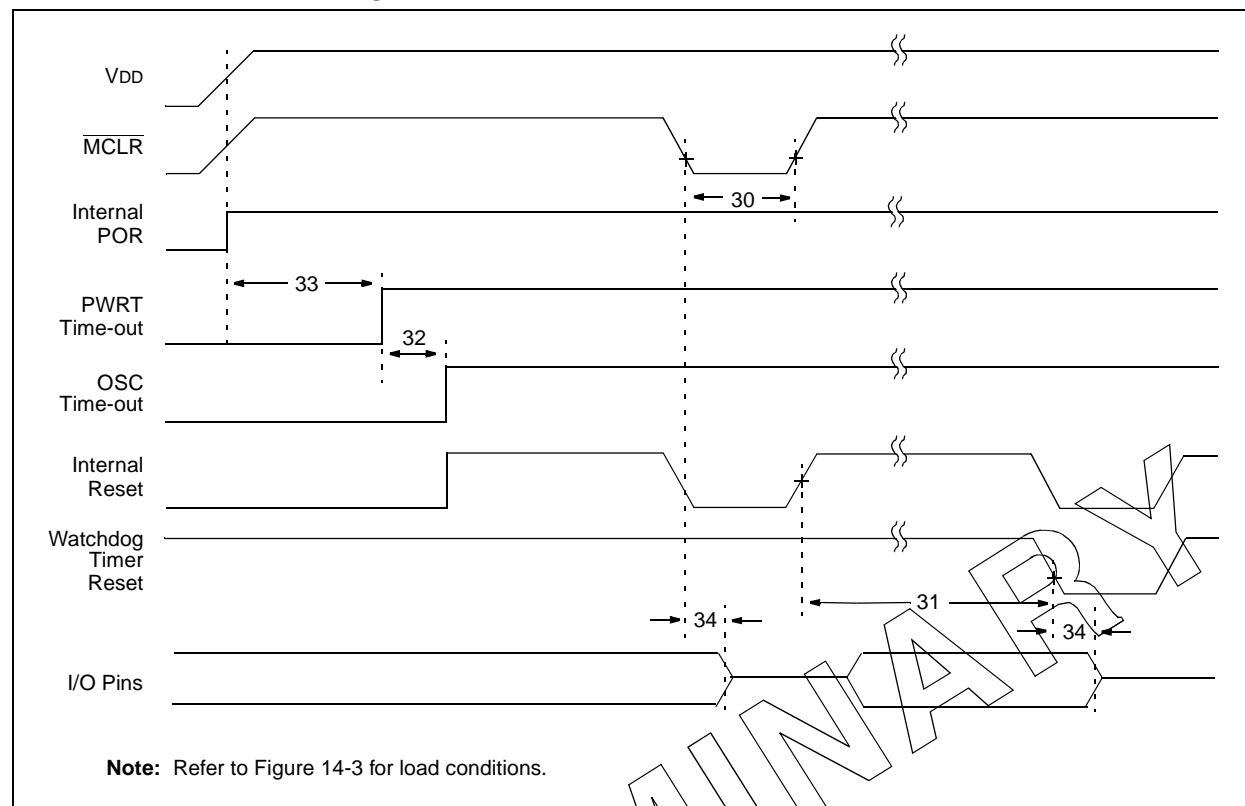 VDD
MCLR
Internal
POR
30
33
PWRT
Time-out
32
OSC
Time-out
Internal
Reset
Watchdog
Timer
Reset
31
34
34
I/O Pins
Note: Refer to Figure 14-3 for load conditions.
MINARY